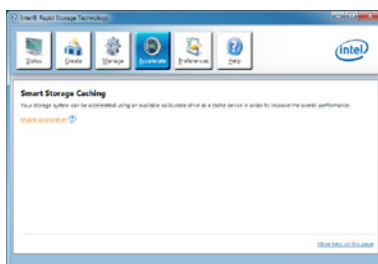 Intel® Rapid Storage Technology
Status Create Manage Accelerate Preferences Help
intel
Smart Storage Caching
Your storage system can be accelerated using an available solid-state drive as a cache device in order to improve the overall performance.
Enable acceleration
More help on this page